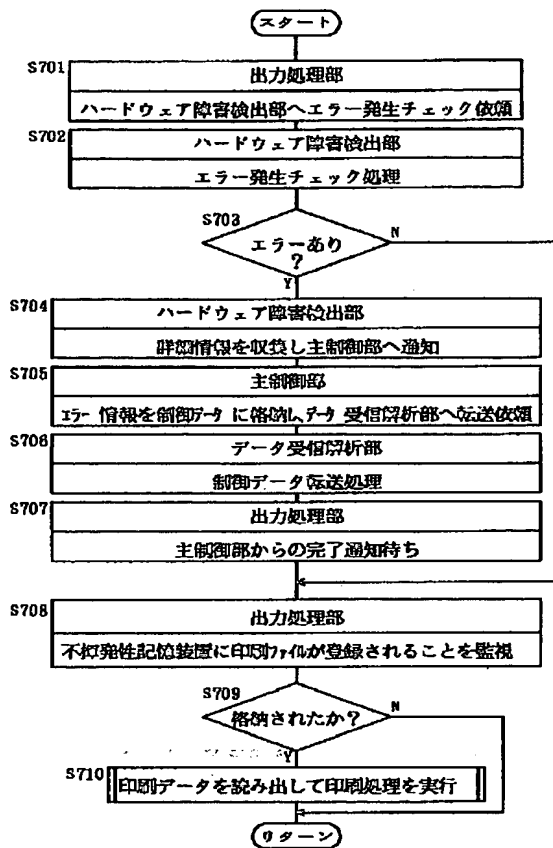 スタート
S701
出力処理部
ハードウェア障害検出部へエラー発生チェック依頼
S702
ハードウェア障害検出部
エラー発生チェック処理
S703
エラーあり
?
N
Y
S704
ハードウェア障害検出部
詳細情報を収集し主制御部へ通知
S705
主制御部
エラー情報を制御データに格納し、データ受信解析部へ転送依頼
S706
データ受信解析部
制御データ転送処理
S707
出力処理部
主制御部からの完了通知待ち
S708
出力処理部
不揮発性記憶装置に印刷ファイルが登録されることを監視
S709
格納されたか?
N
Y
S710
印刷データを読み出して印刷処理を実行
リターン